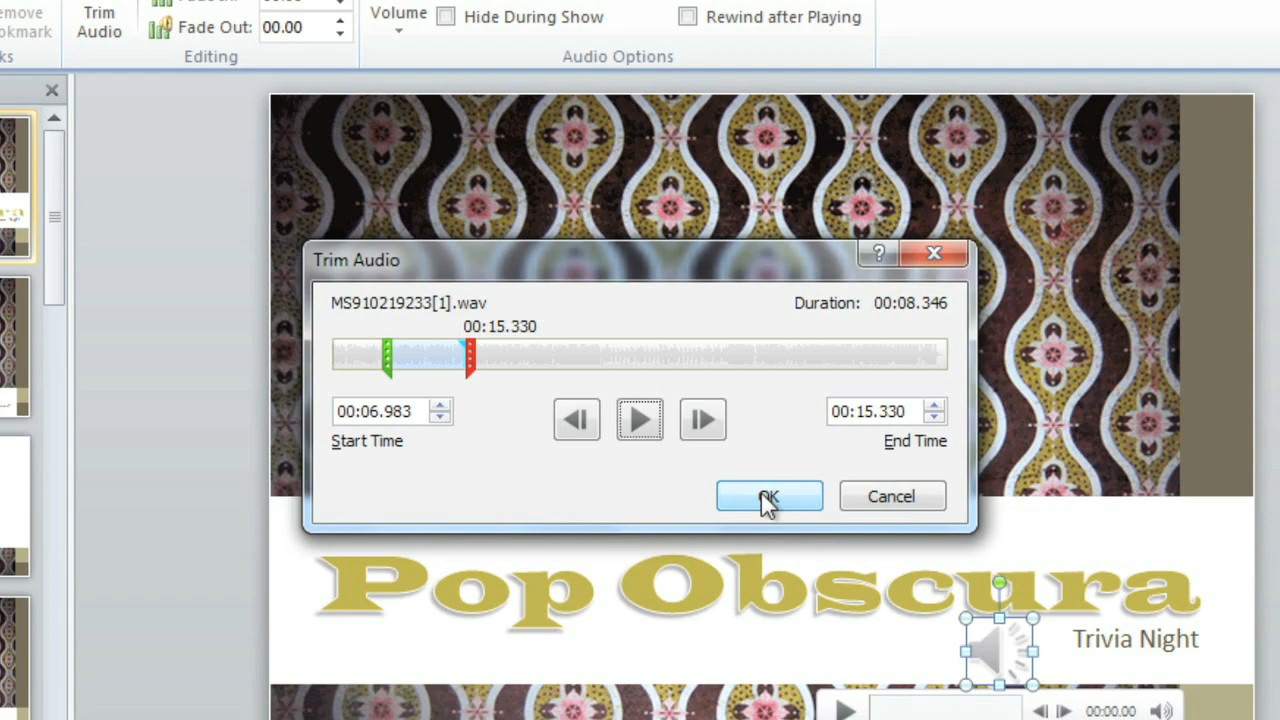 Trim
Audio
Fade Out: 00.00
Volume
Hide During Show
Rewind after Playing
Editing
Audio Options
Trim Audio
?
MS910219233[1].wav
Duration: 00:08.346
00:15.330
00:06.983
00:15.330
Start Time
End Time
OK
Cancel
Pop Obscura
Trivia Night
00:00.00